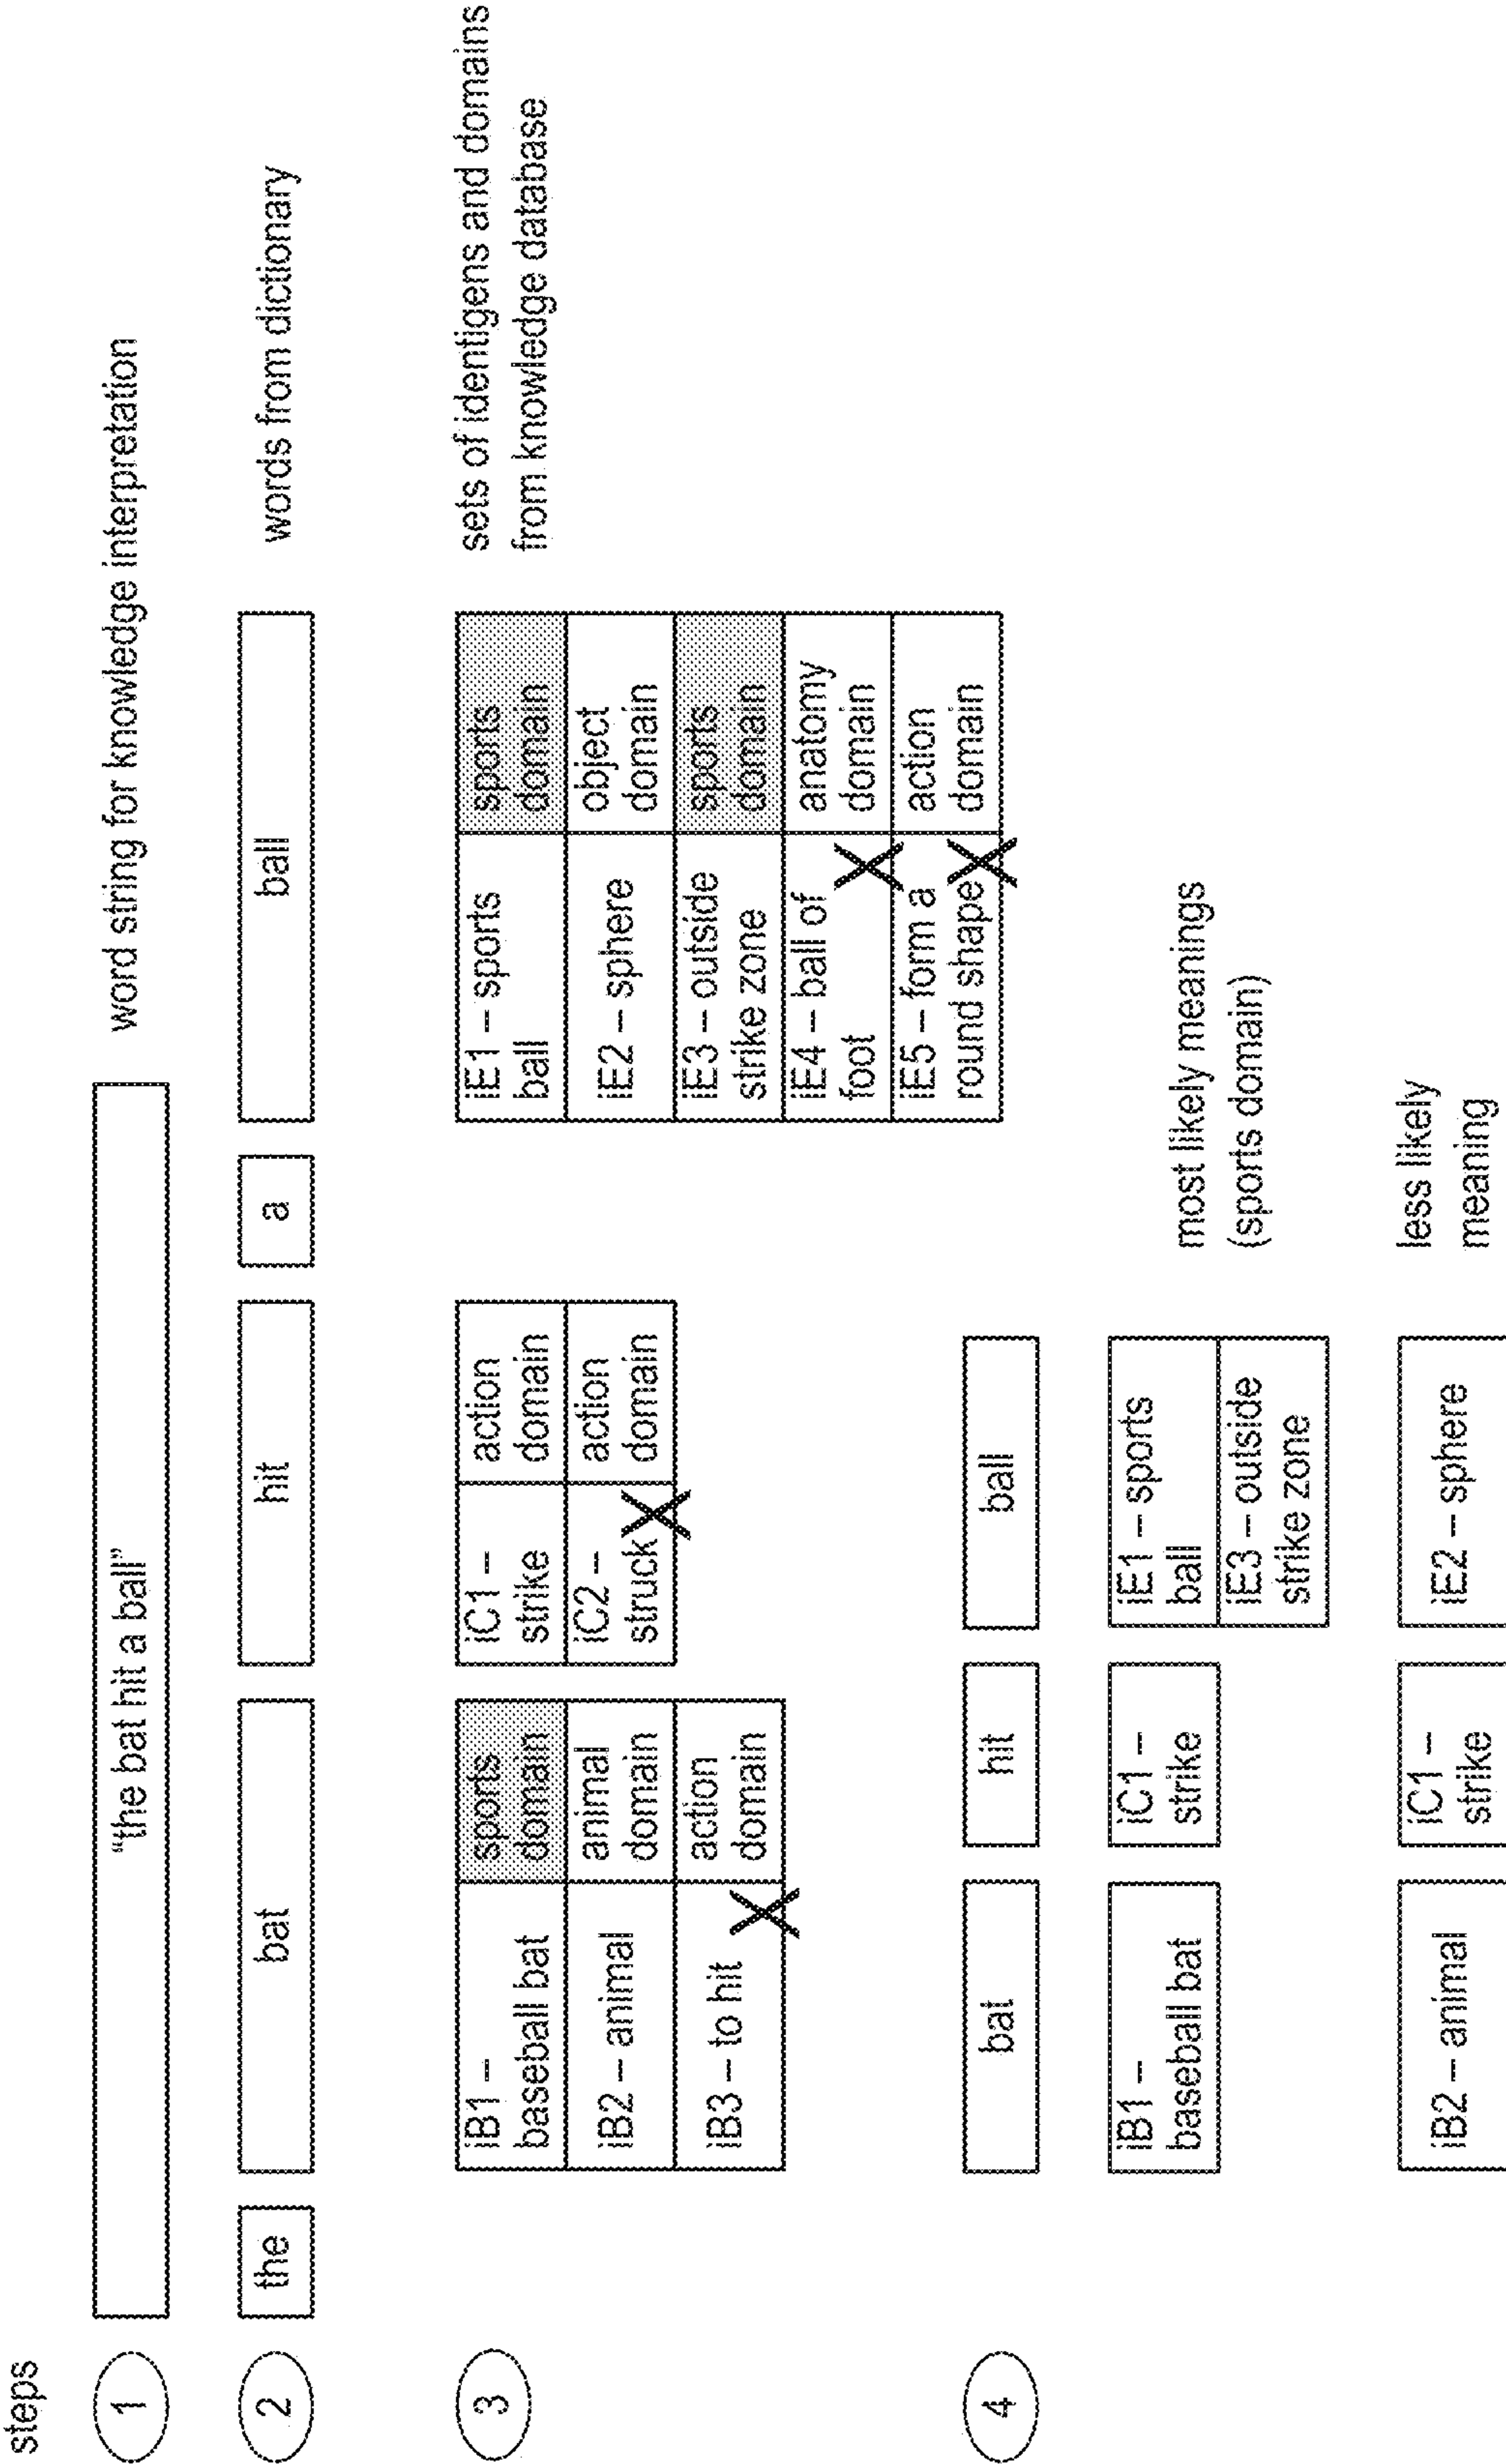 steps
1
"the bat hit a ball"
word string for knowledge interpretation
2
the
bat
hit
a
ball
words from dictionary
3
iB1 –
baseball bat
sports
domain
iB2 – animal
animal
domain
iB3 – to hit
X
action
domain
iC1 –
strike
action
domain
iC2 –
struck
X
action
domain
iE1 – sports
ball
sports
domain
iE2 – sphere
object
domain
iE3 – outside
strike zone
sports
domain
iE4 – ball of
foot
X
anatomy
domain
iE5 – form a
round shape
X
action
domain
sets of identigens and domains
from knowledge database
4
bat
hit
ball
iB1 –
baseball bat
iC1 –
strike
iE1 – sports
ball
iE3 – outside
strike zone
most likely meanings
(sports domain)
iB2 – animal
iC1 –
strike
iE2 – sphere
less likely
meaning